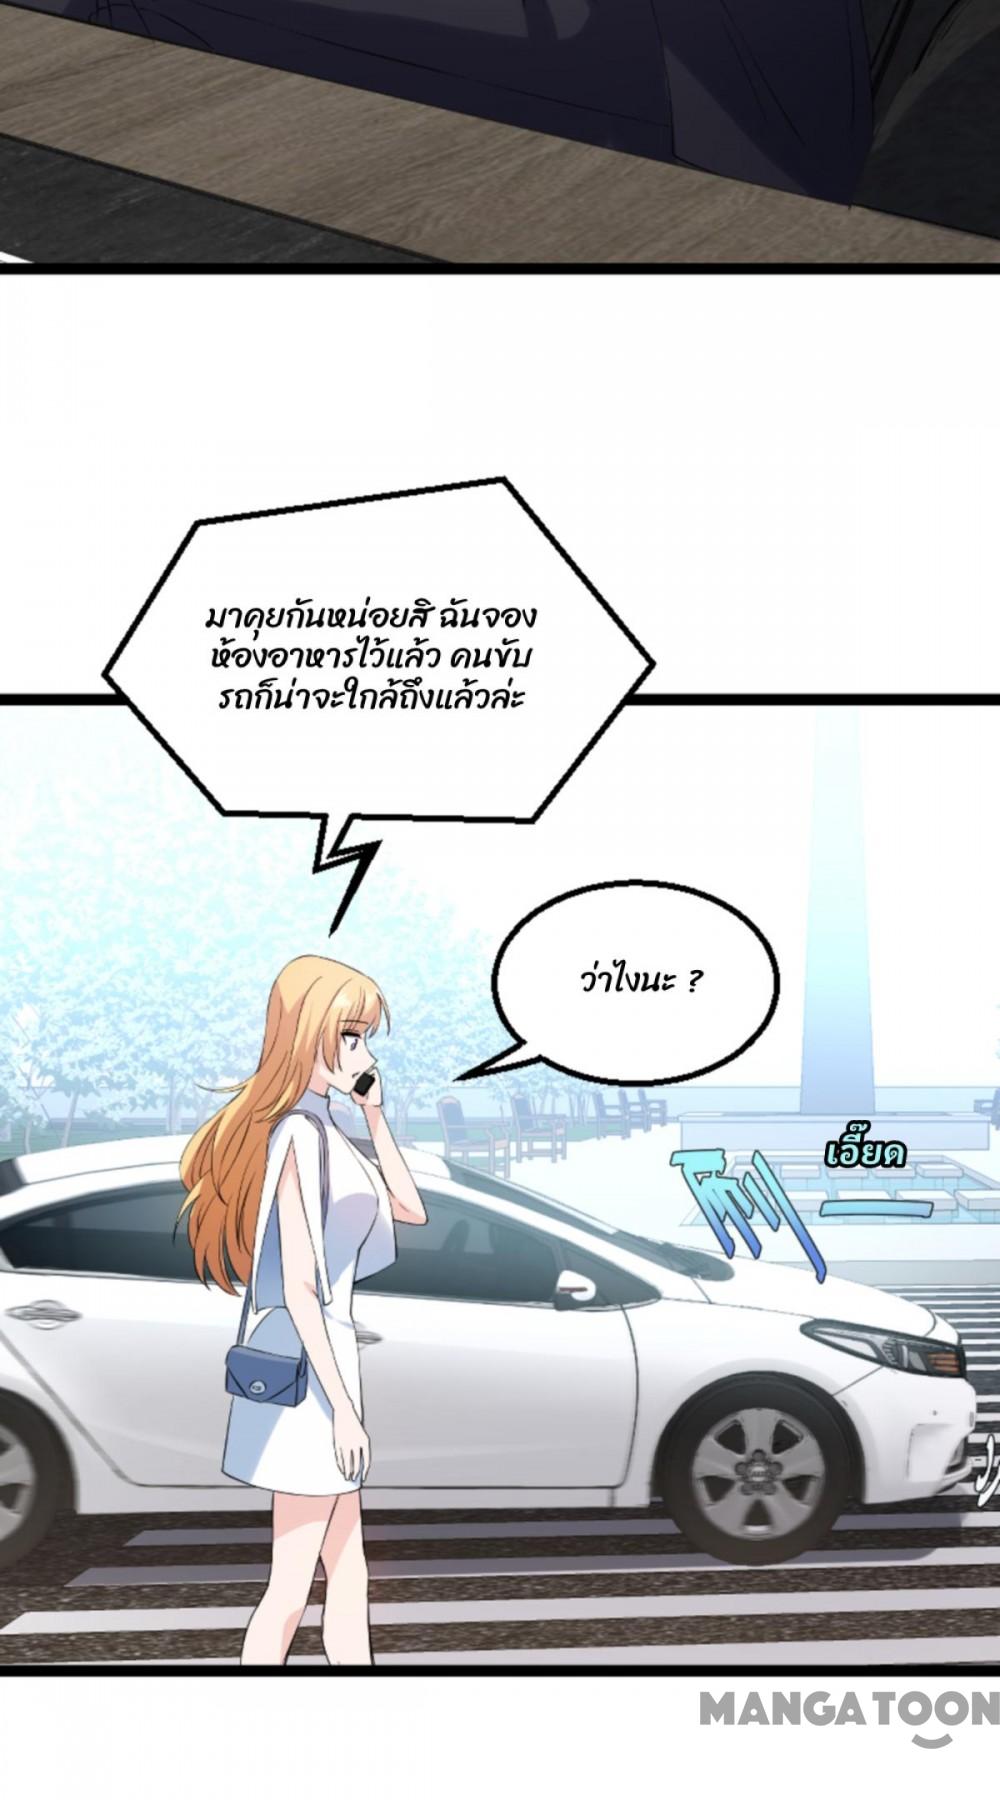 มาคุยกันหน่อยสิ ฉันจอง
ห้องอาหารไว้แล้ว คนขับ
รถก็น่าจะใกล้ถึงแล้วล่ะ
ว่าไงนะ ?
เอี๊ยด
MANGATOON